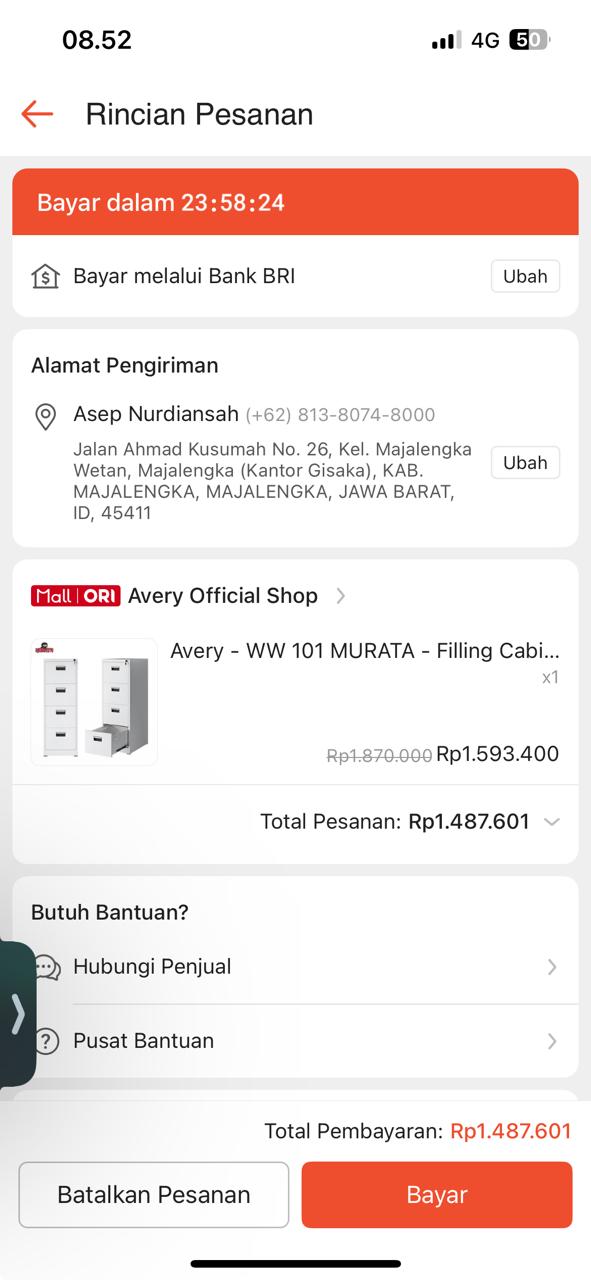 08.52
4G 50
Rincian Pesanan
Bayar dalam 23:58:24
Bayar melalui Bank BRI
Ubah
Alamat Pengiriman
Asep Nurdiansah (+62) 813-8074-8000
Jalan Ahmad Kusumah No. 26, Kel. Majalengka
Wetan, Majalengka (Kantor Gisaka), KAB.
MAJALENGKA, MAJALENGKA, JAWA BARAT,
ID, 45411
Ubah
Mall | ORI Avery Official Shop
Avery - WW 101 MURATA - Filling Cabi...
x1
Rp1.870.000 Rp1.593.400
Total Pesanan: Rp1.487.601
Butuh Bantuan?
Hubungi Penjual
Pusat Bantuan
Total Pembayaran: Rp1.487.601
Batalkan Pesanan
Bayar